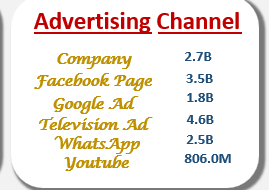 Advertising Channel
Company 2.7B
Facebook Page 3.5B
Google Ad 1.8B
Television Ad 4.6B
WhatsApp 2.5B
Youtube 806.0M